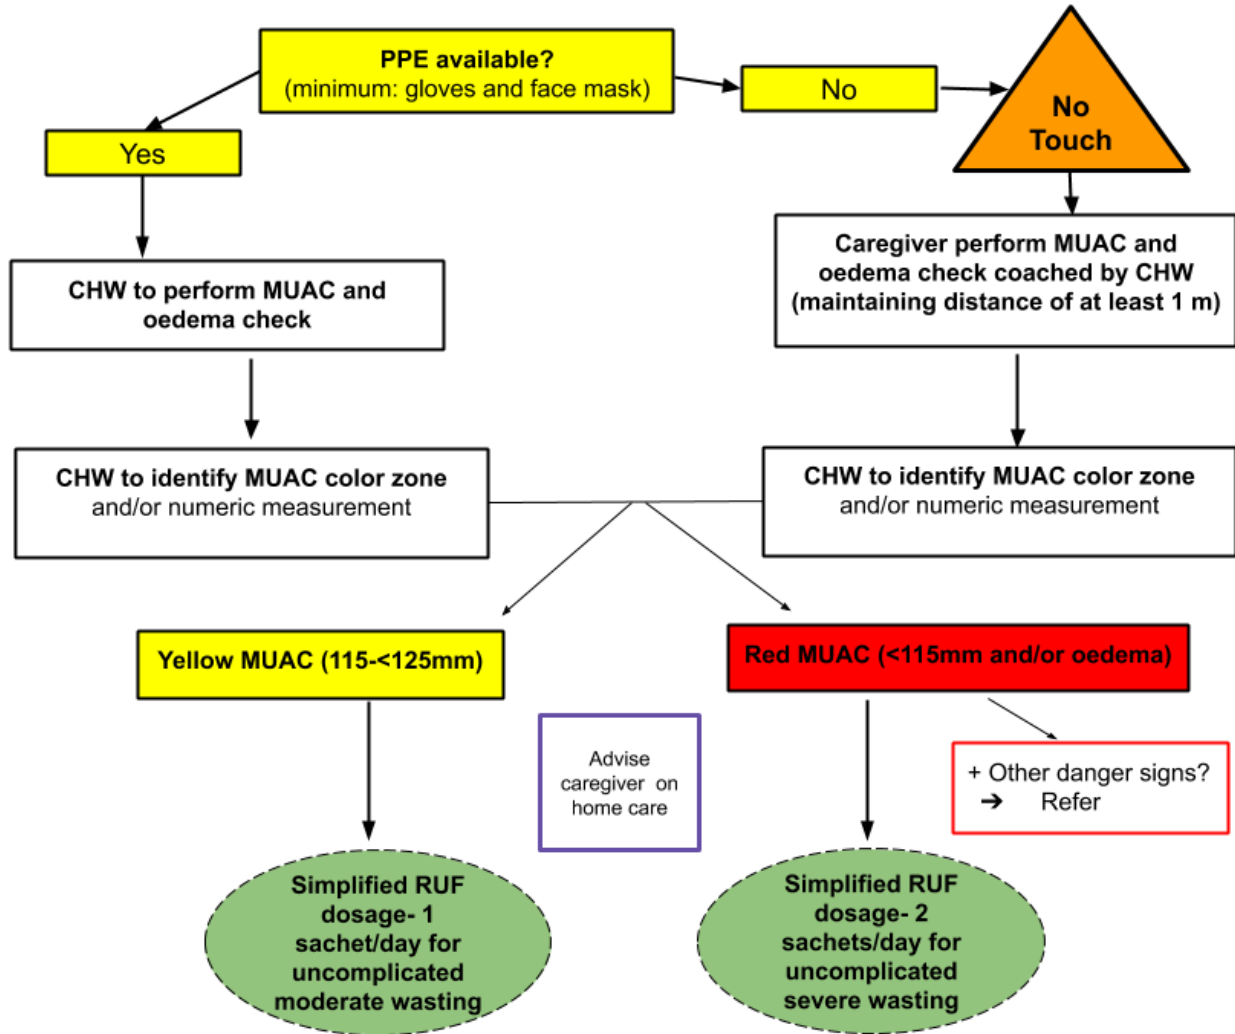 PPE available?
(minimum: gloves and face mask)
No
No
Touch
Yes
Caregiver perform MUAC and
oedema check coached by CHW
(maintaining distance of at least 1 m)
CHW to perform MUAC and
oedema check
CHW to identify MUAC color zone
and/or numeric measurement
CHW to identify MUAC color zone
and/or numeric measurement
Yellow MUAC (115-<125mm)
Red MUAC (<115mm and/or oedema)
Advise
caregiver on
home care
+ Other danger signs?
➔ Refer
Simplified RUF
dosage- 1
sachet/day for
uncomplicated
moderate wasting
Simplified RUF
dosage- 2
sachets/day for
uncomplicated
severe wasting